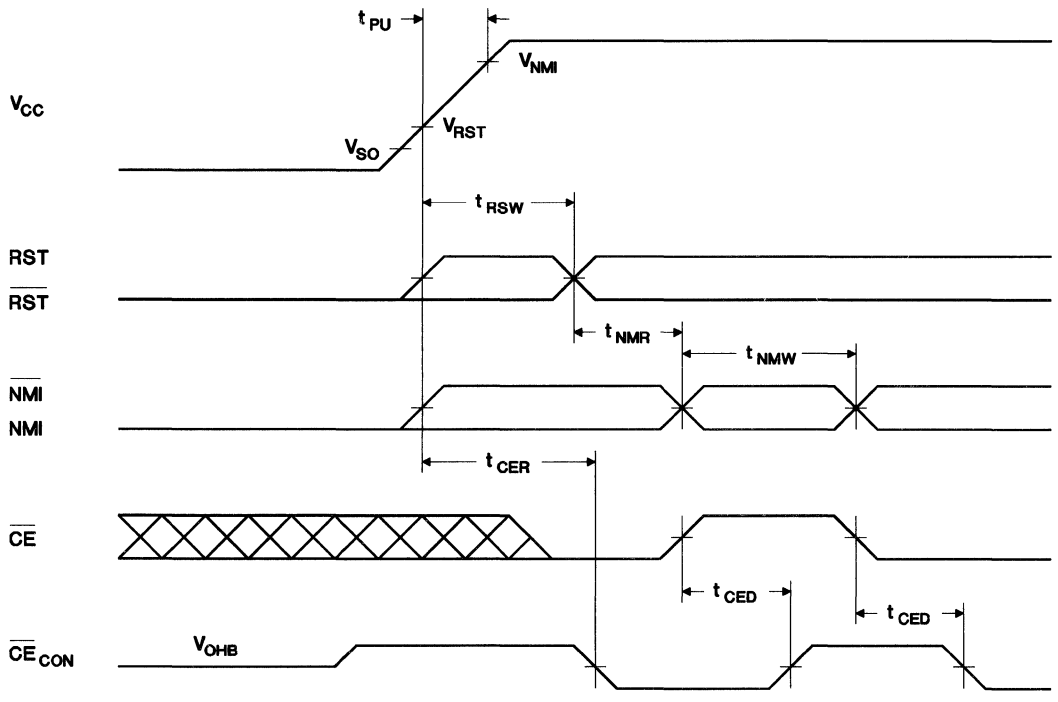 t PU
V NMI
V CC
V RST
V SO
t RSW
RST
RST
t NMR
t NMW
NMI
NMI
t CER
CE
t CED
t CED
V OHB
CE CON